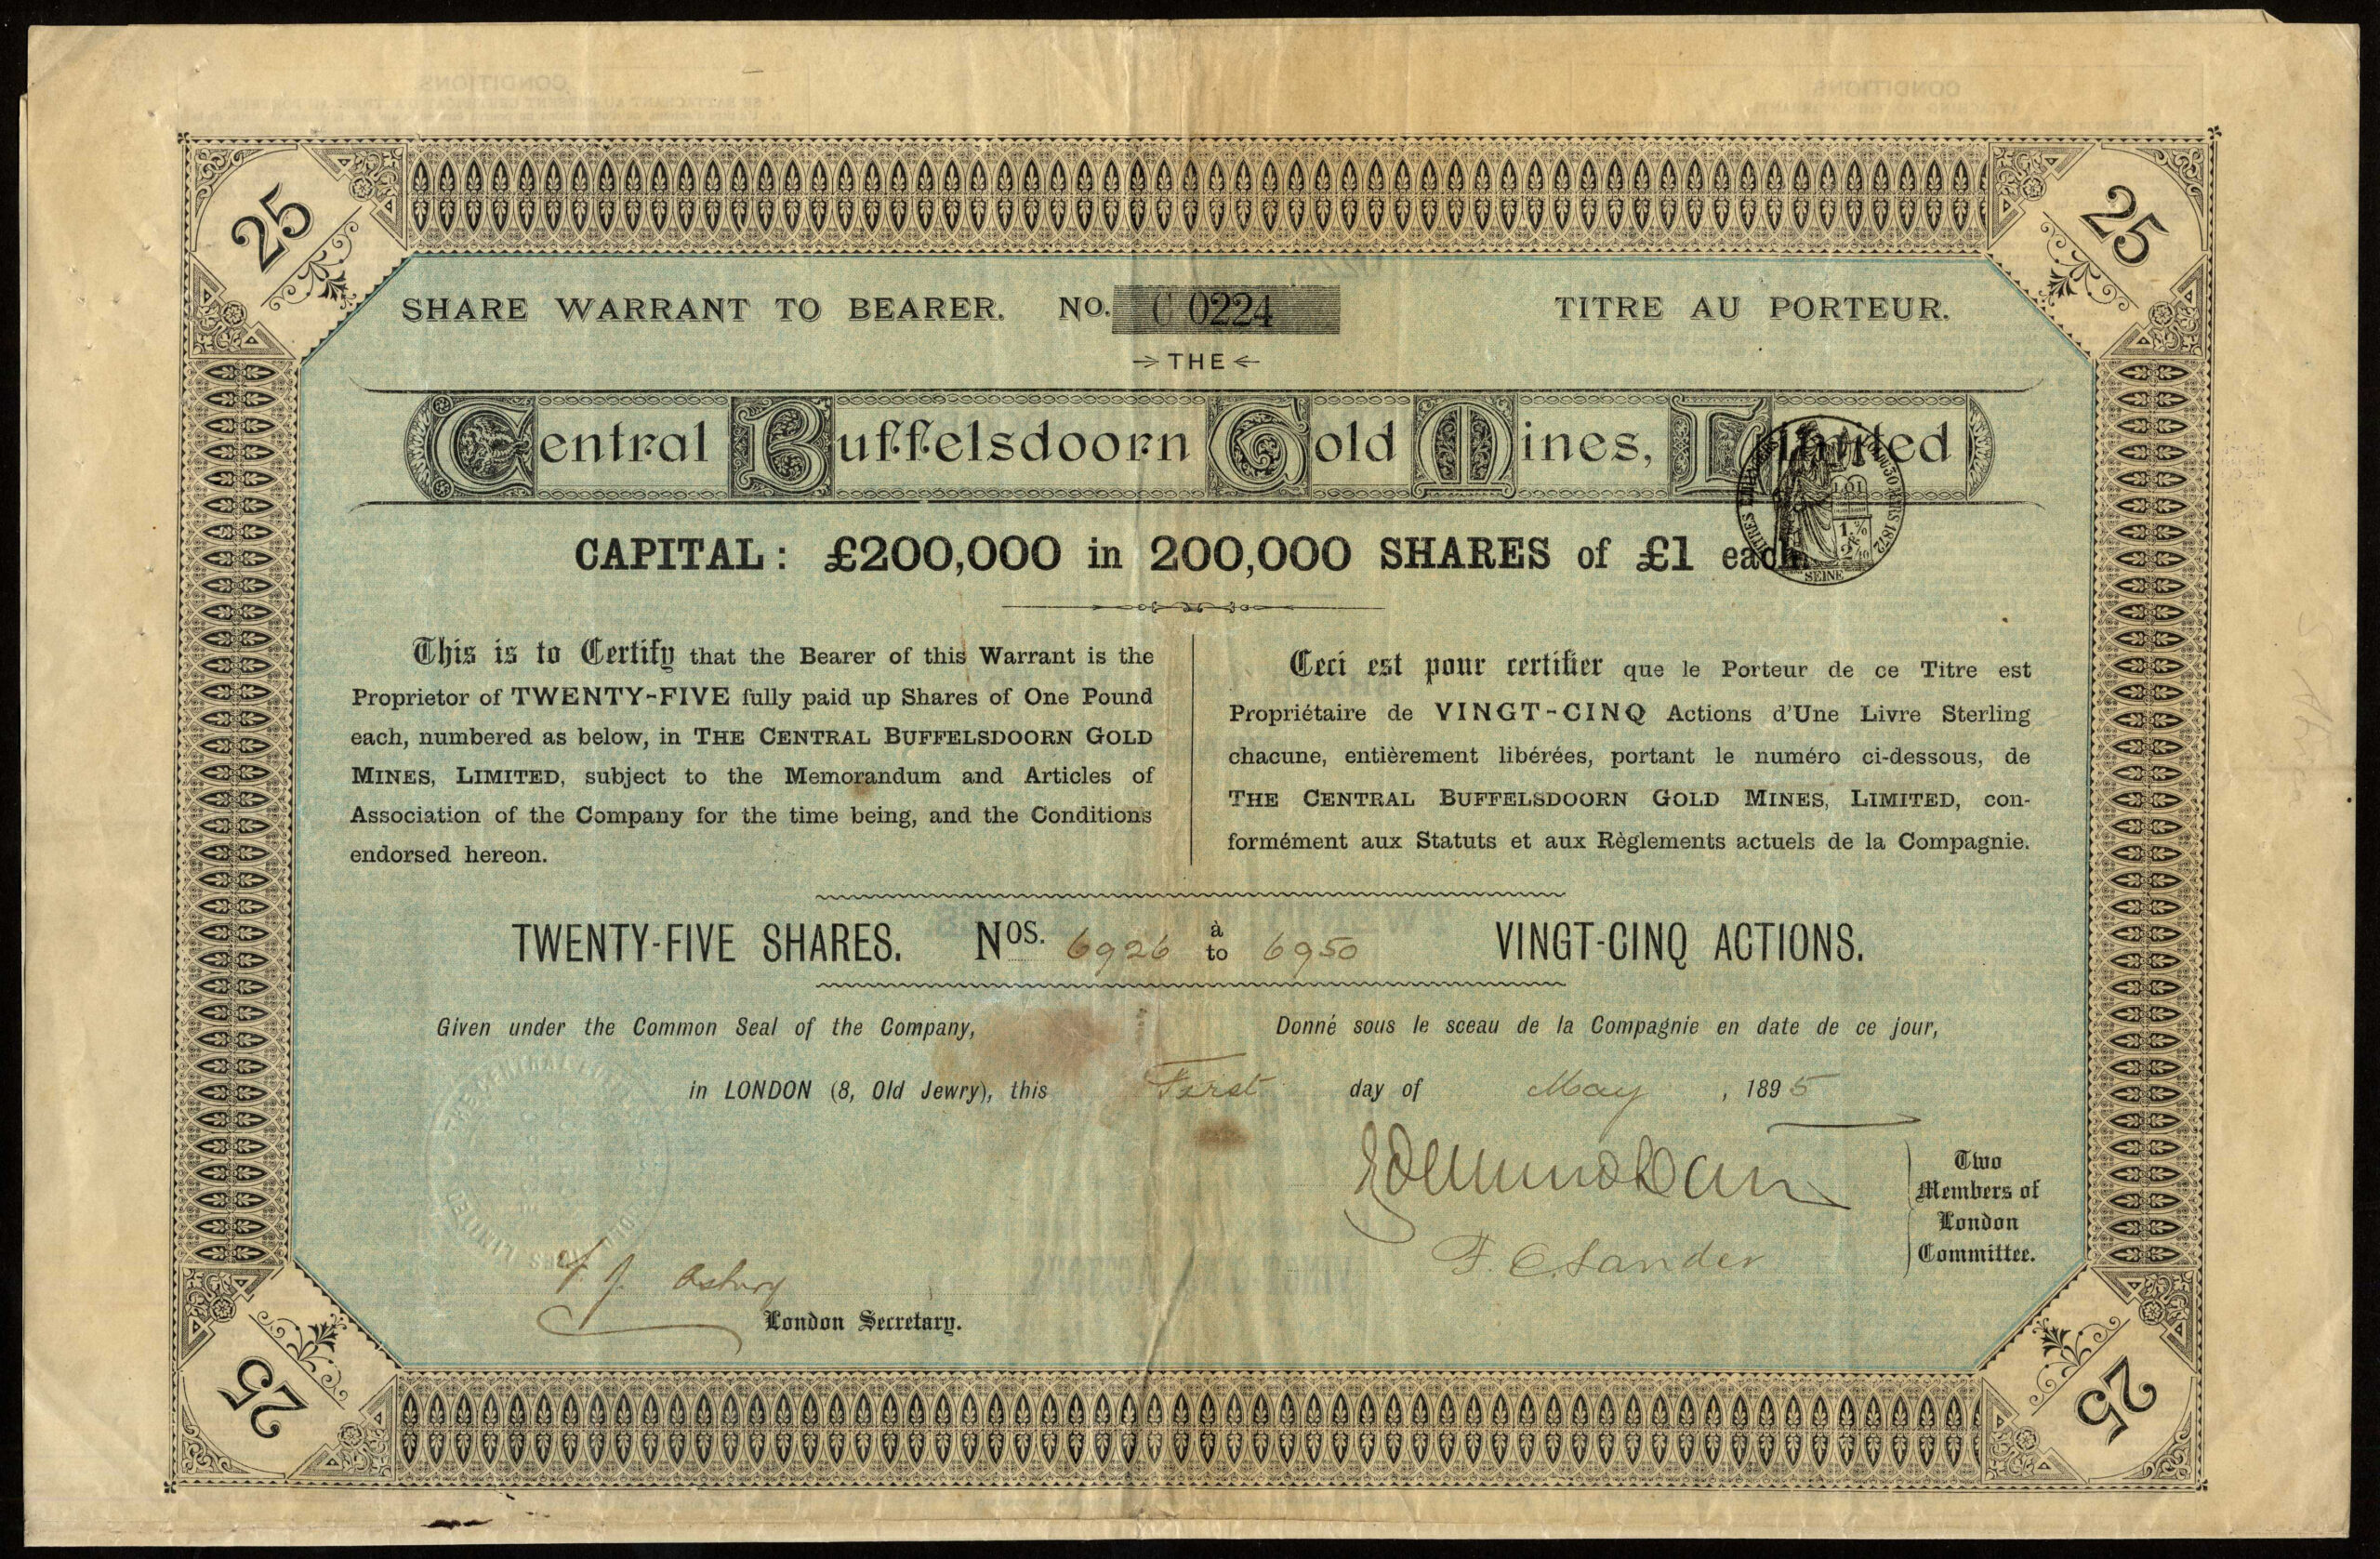 25
25
SHARE WARRANT TO BEARER. NO. C 0224 TITRE AU PORTEUR.
THE
Central Buffelsdoorn Gold Mines, Limited
CAPITAL: £200,000 in 200,000 SHARES of £1 each.
LOI
30 MARS 1872
1.%
2/10
SEINE
This is to Certify that the Bearer of this Warrant is the
Proprietor of TWENTY-FIVE fully paid up Shares of One Pound
each, numbered as below, in THE CENTRAL BUFFELSDOORN GOLD
MINES, LIMITED, subject to the Memorandum and Articles of
Association of the Company for the time being, and the Conditions
endorsed hereon.
Ceci est pour certifier que le Porteur de ce Titre est
Propriétaire de VINGT-CINQ Actions d'Une Livre Sterling
chacune, entièrement libérées, portant le numéro ci-dessous, de
THE CENTRAL BUFFELSDOORN GOLD MINES, LIMITED, con-
formément aux Statuts et aux Règlements actuels de la Compagnie.
TWENTY-FIVE SHARES. NOS. 6926 à to 6950 VINGT-CINQ ACTIONS.
Given under the Common Seal of the Company, Donné sous le sceau de la Compagnie en date de ce jour,
in LONDON (8, Old Jewry), this First day of May, 1895
Two
Members of
London
Committee.
F. C. Sander
London Secretary.
25
25